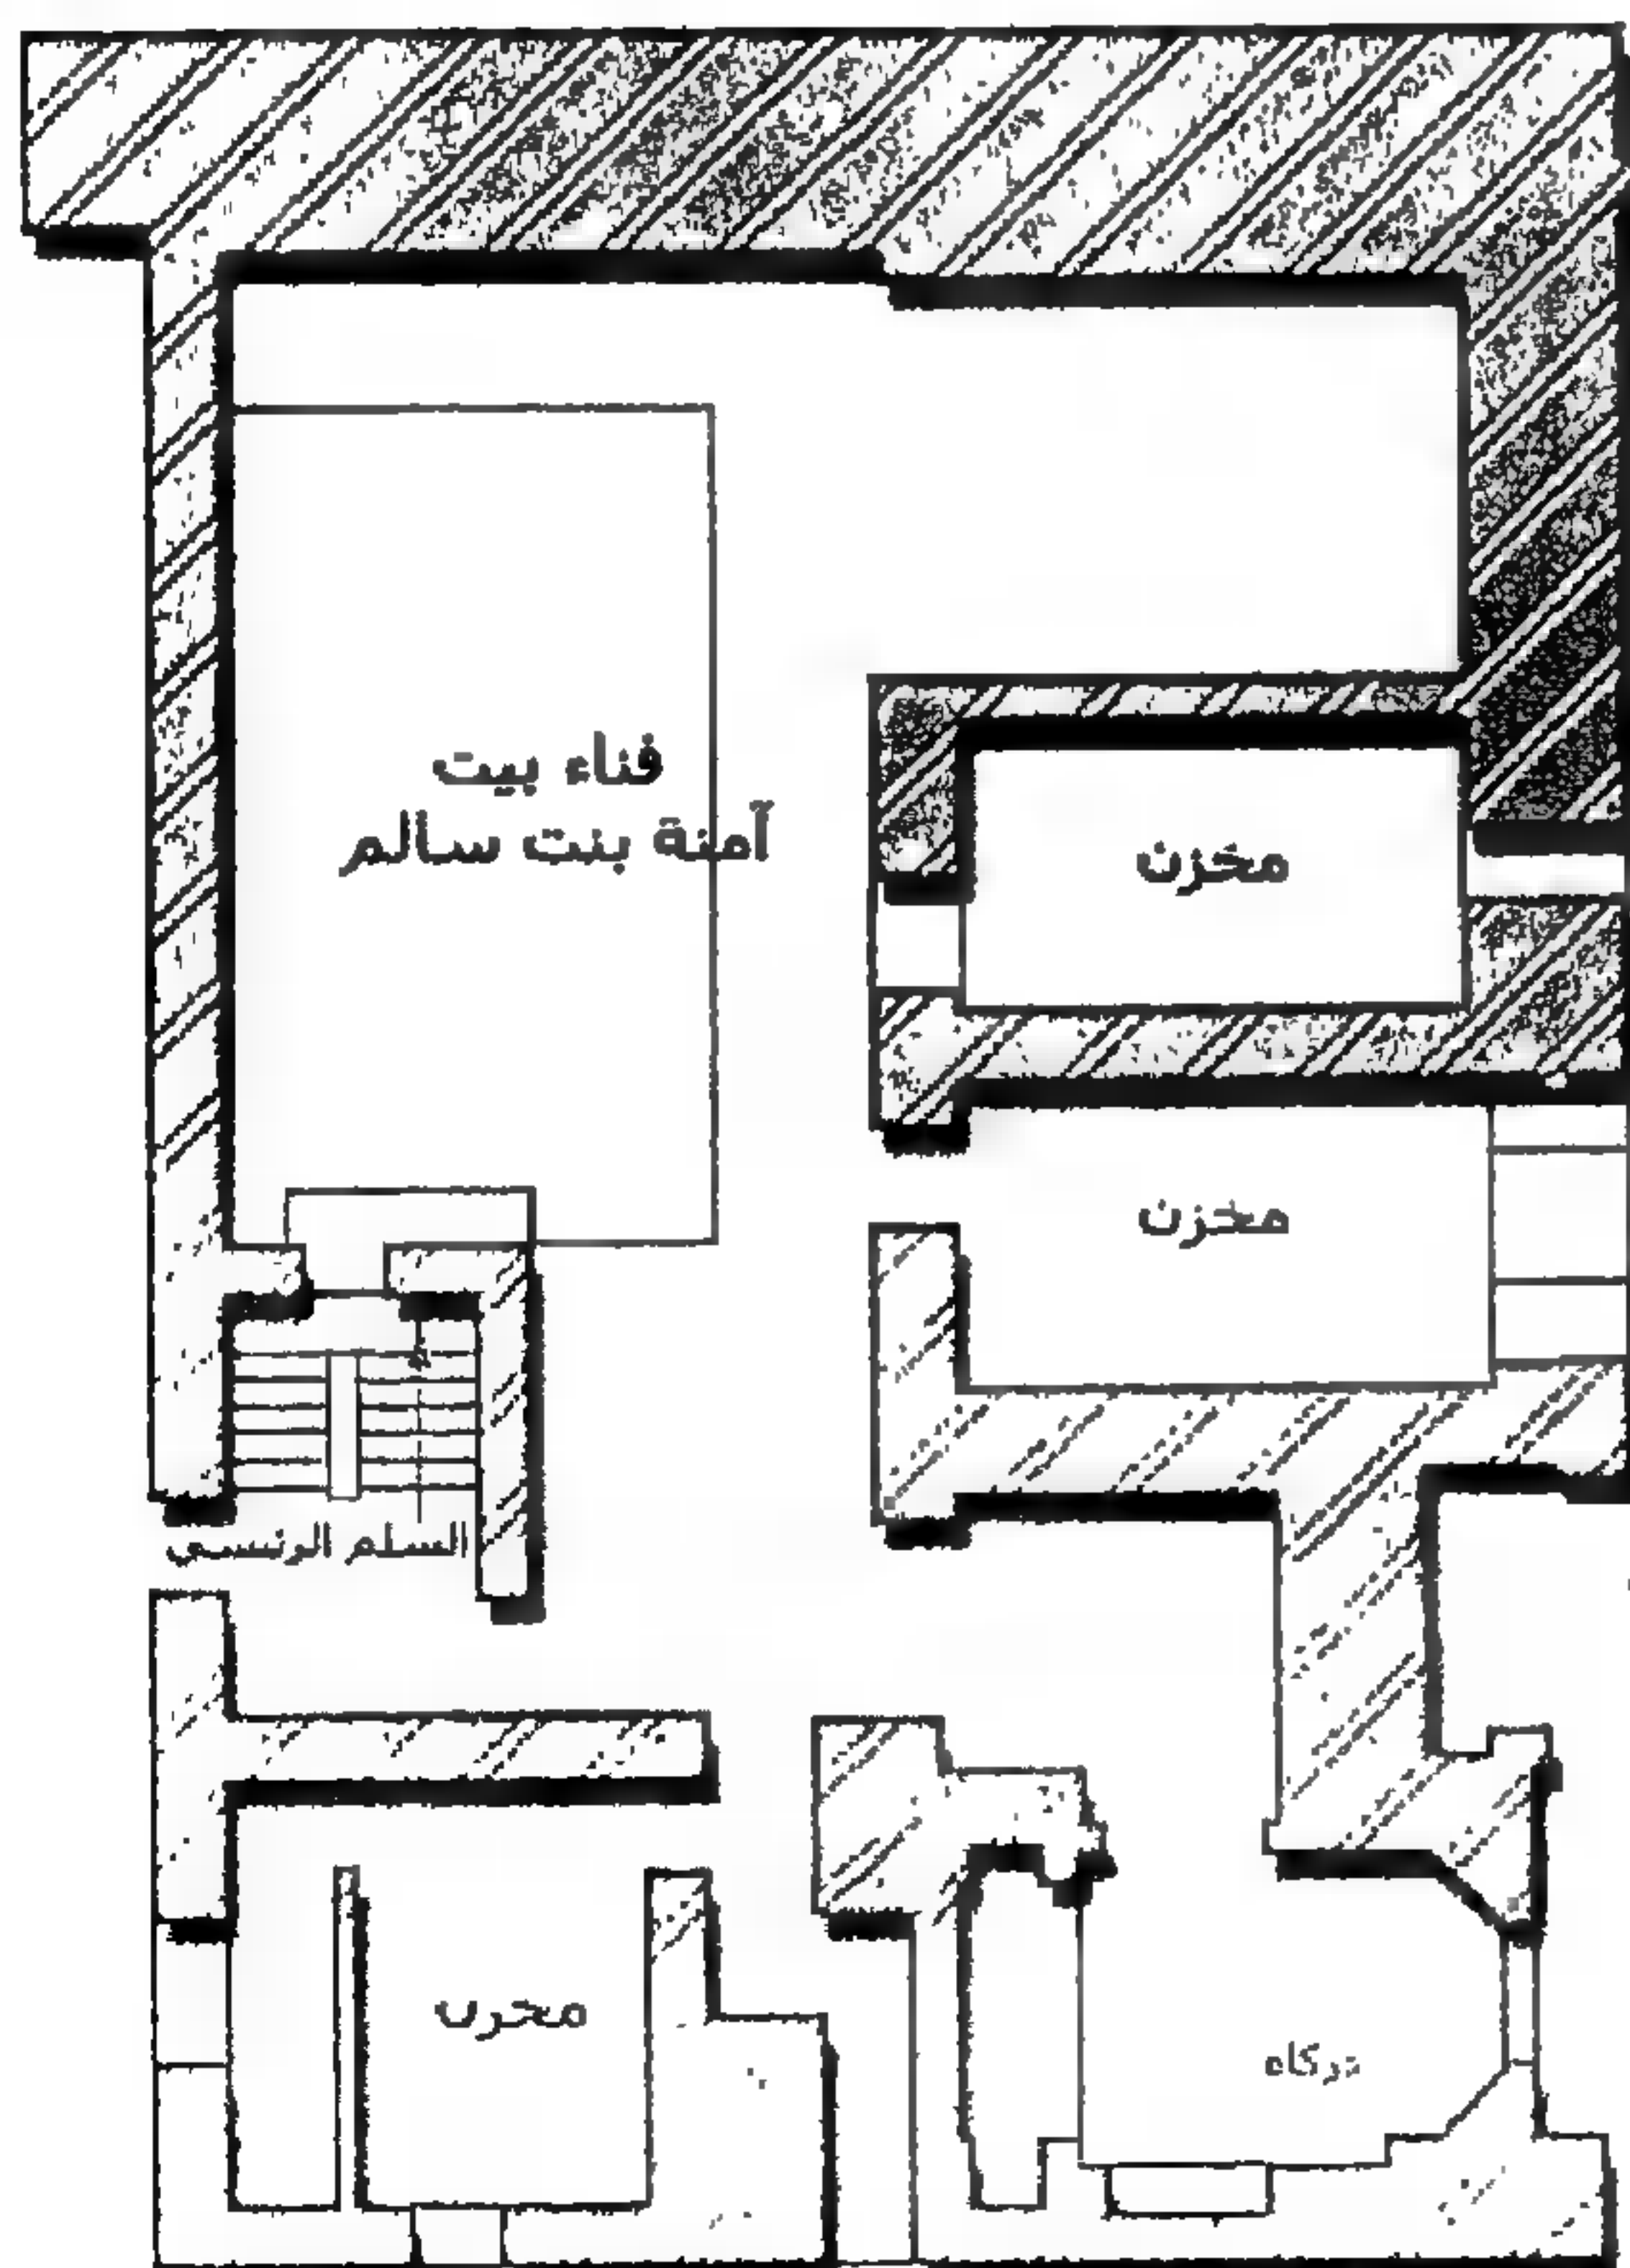 فناء بيت
آمنة بنت سالم
مخزن
مخزن
السلم الرئيسي
مخزن
دركاه